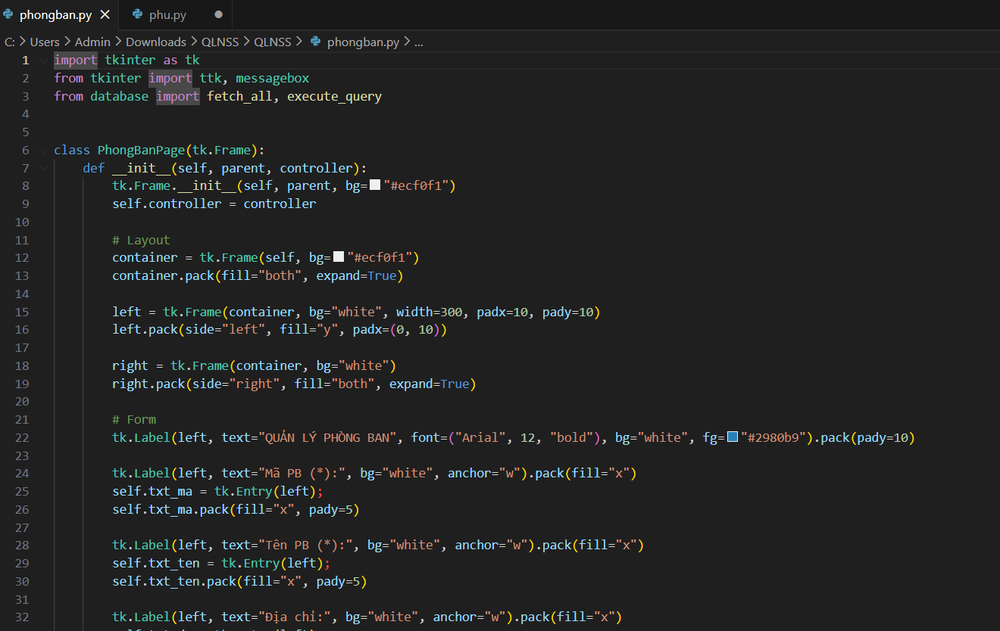 phongban.py
phu.py
C: > Users > Admin > Downloads > QLNSS > QLNSS > phongban.py > ...
1 import tkinter as tk
2 from tkinter import ttk, messagebox
3 from database import fetch_all, execute_query
4
5
6 class PhongBanPage(tk.Frame):
7     def __init__(self, parent, controller):
8         tk.Frame.__init__(self, parent, bg="#ecf0f1")
9         self.controller = controller
10
11         # Layout
12         container = tk.Frame(self, bg="#ecf0f1")
13         container.pack(fill="both", expand=True)
14
15         left = tk.Frame(container, bg="white", width=300, padx=10, pady=10)
16         left.pack(side="left", fill="y", padx=(0, 10))
17
18         right = tk.Frame(container, bg="white")
19         right.pack(side="right", fill="both", expand=True)
20
21         # Form
22         tk.Label(left, text="QUẢN LÝ PHÒNG BAN", font=("Arial", 12, "bold"), bg="white", fg="#2980b9").pack(pady=10)
23
24         tk.Label(left, text="Mã PB (*):", bg="white", anchor="w").pack(fill="x")
25         self.txt_ma = tk.Entry(left);
26         self.txt_ma.pack(fill="x", pady=5)
27
28         tk.Label(left, text="Tên PB (*):", bg="white", anchor="w").pack(fill="x")
29         self.txt_ten = tk.Entry(left);
30         self.txt_ten.pack(fill="x", pady=5)
31
32         tk.Label(left, text="Địa chỉ:", bg="white", anchor="w").pack(fill="x")